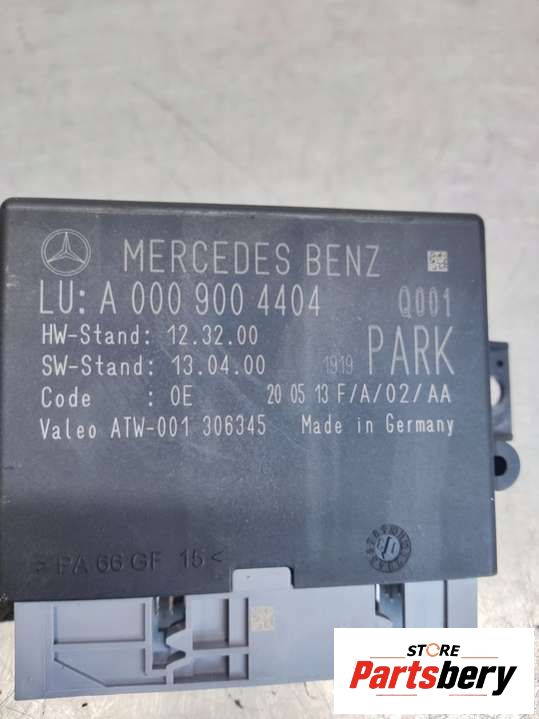 MERCEDES BENZ
LU: A 000 900 4404 Q001
HW-Stand: 12.32.00
SW-Stand: 13.04.00 1919 PARK
Code : 0E 20 05 13 F/A/02/AA
Valeo ATW-001 306345 Made in Germany
>PA 66 GF 15<
STORE
Partsbery